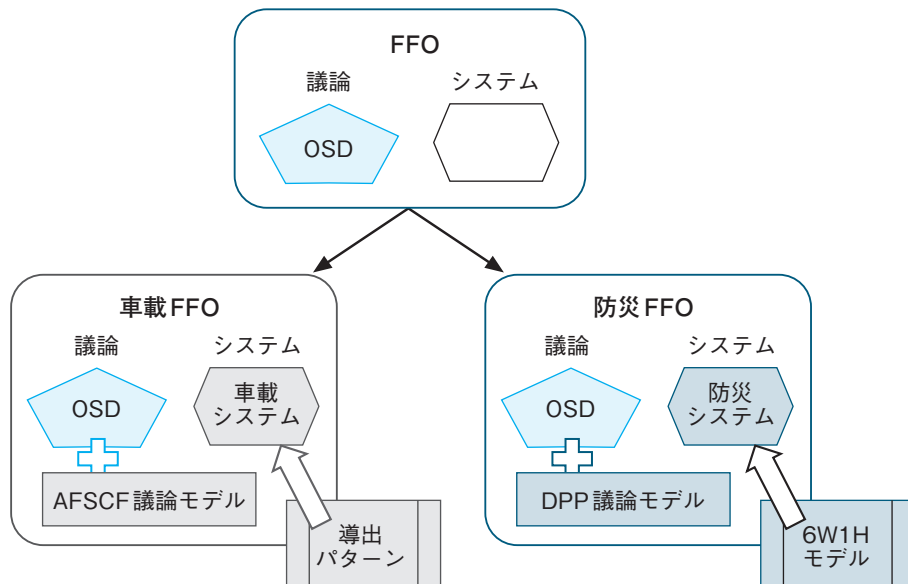 FFO
議論
システム
OSD
車載FFO
議論
システム
OSD
車載
システム
AFSCF議論モデル
導出
パターン
防災FFO
議論
システム
OSD
防災
システム
DPP議論モデル
6W1H
モデル